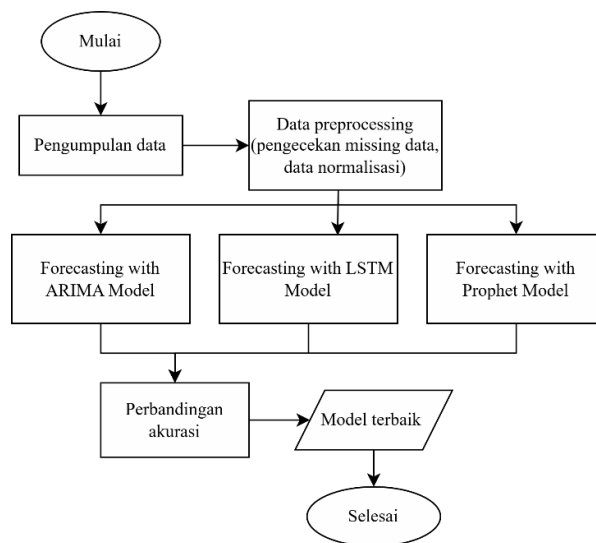 Mulai
Pengumpulan data
Data preprocessing
(pengecekan missing data,
data normalisasi)
Forecasting with
ARIMA Model
Forecasting with LSTM
Model
Forecasting with
Prophet Model
Perbandingan
akurasi
Model terbaik
Selesai